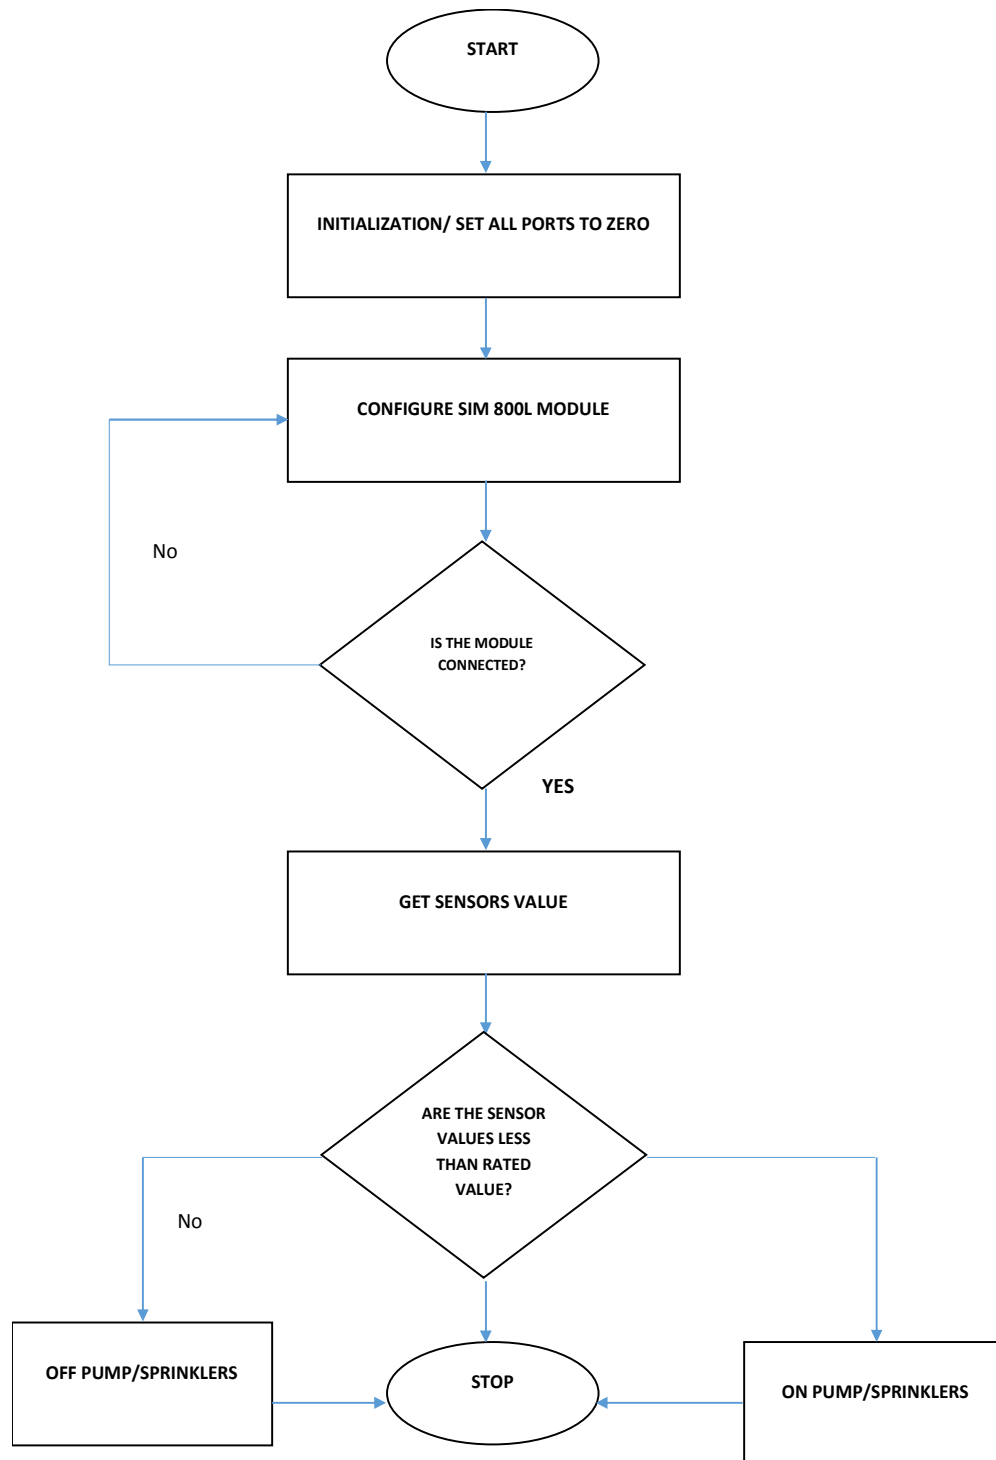 START
INITIALIZATION/ SET ALL PORTS TO ZERO
CONFIGURE SIM 800L MODULE
No
IS THE MODULE
CONNECTED?
YES
GET SENSORS VALUE
ARE THE SENSOR
VALUES LESS
THAN RATED
VALUE?
No
OFF PUMP/SPRINKLERS
STOP
ON PUMP/SPRINKLERS